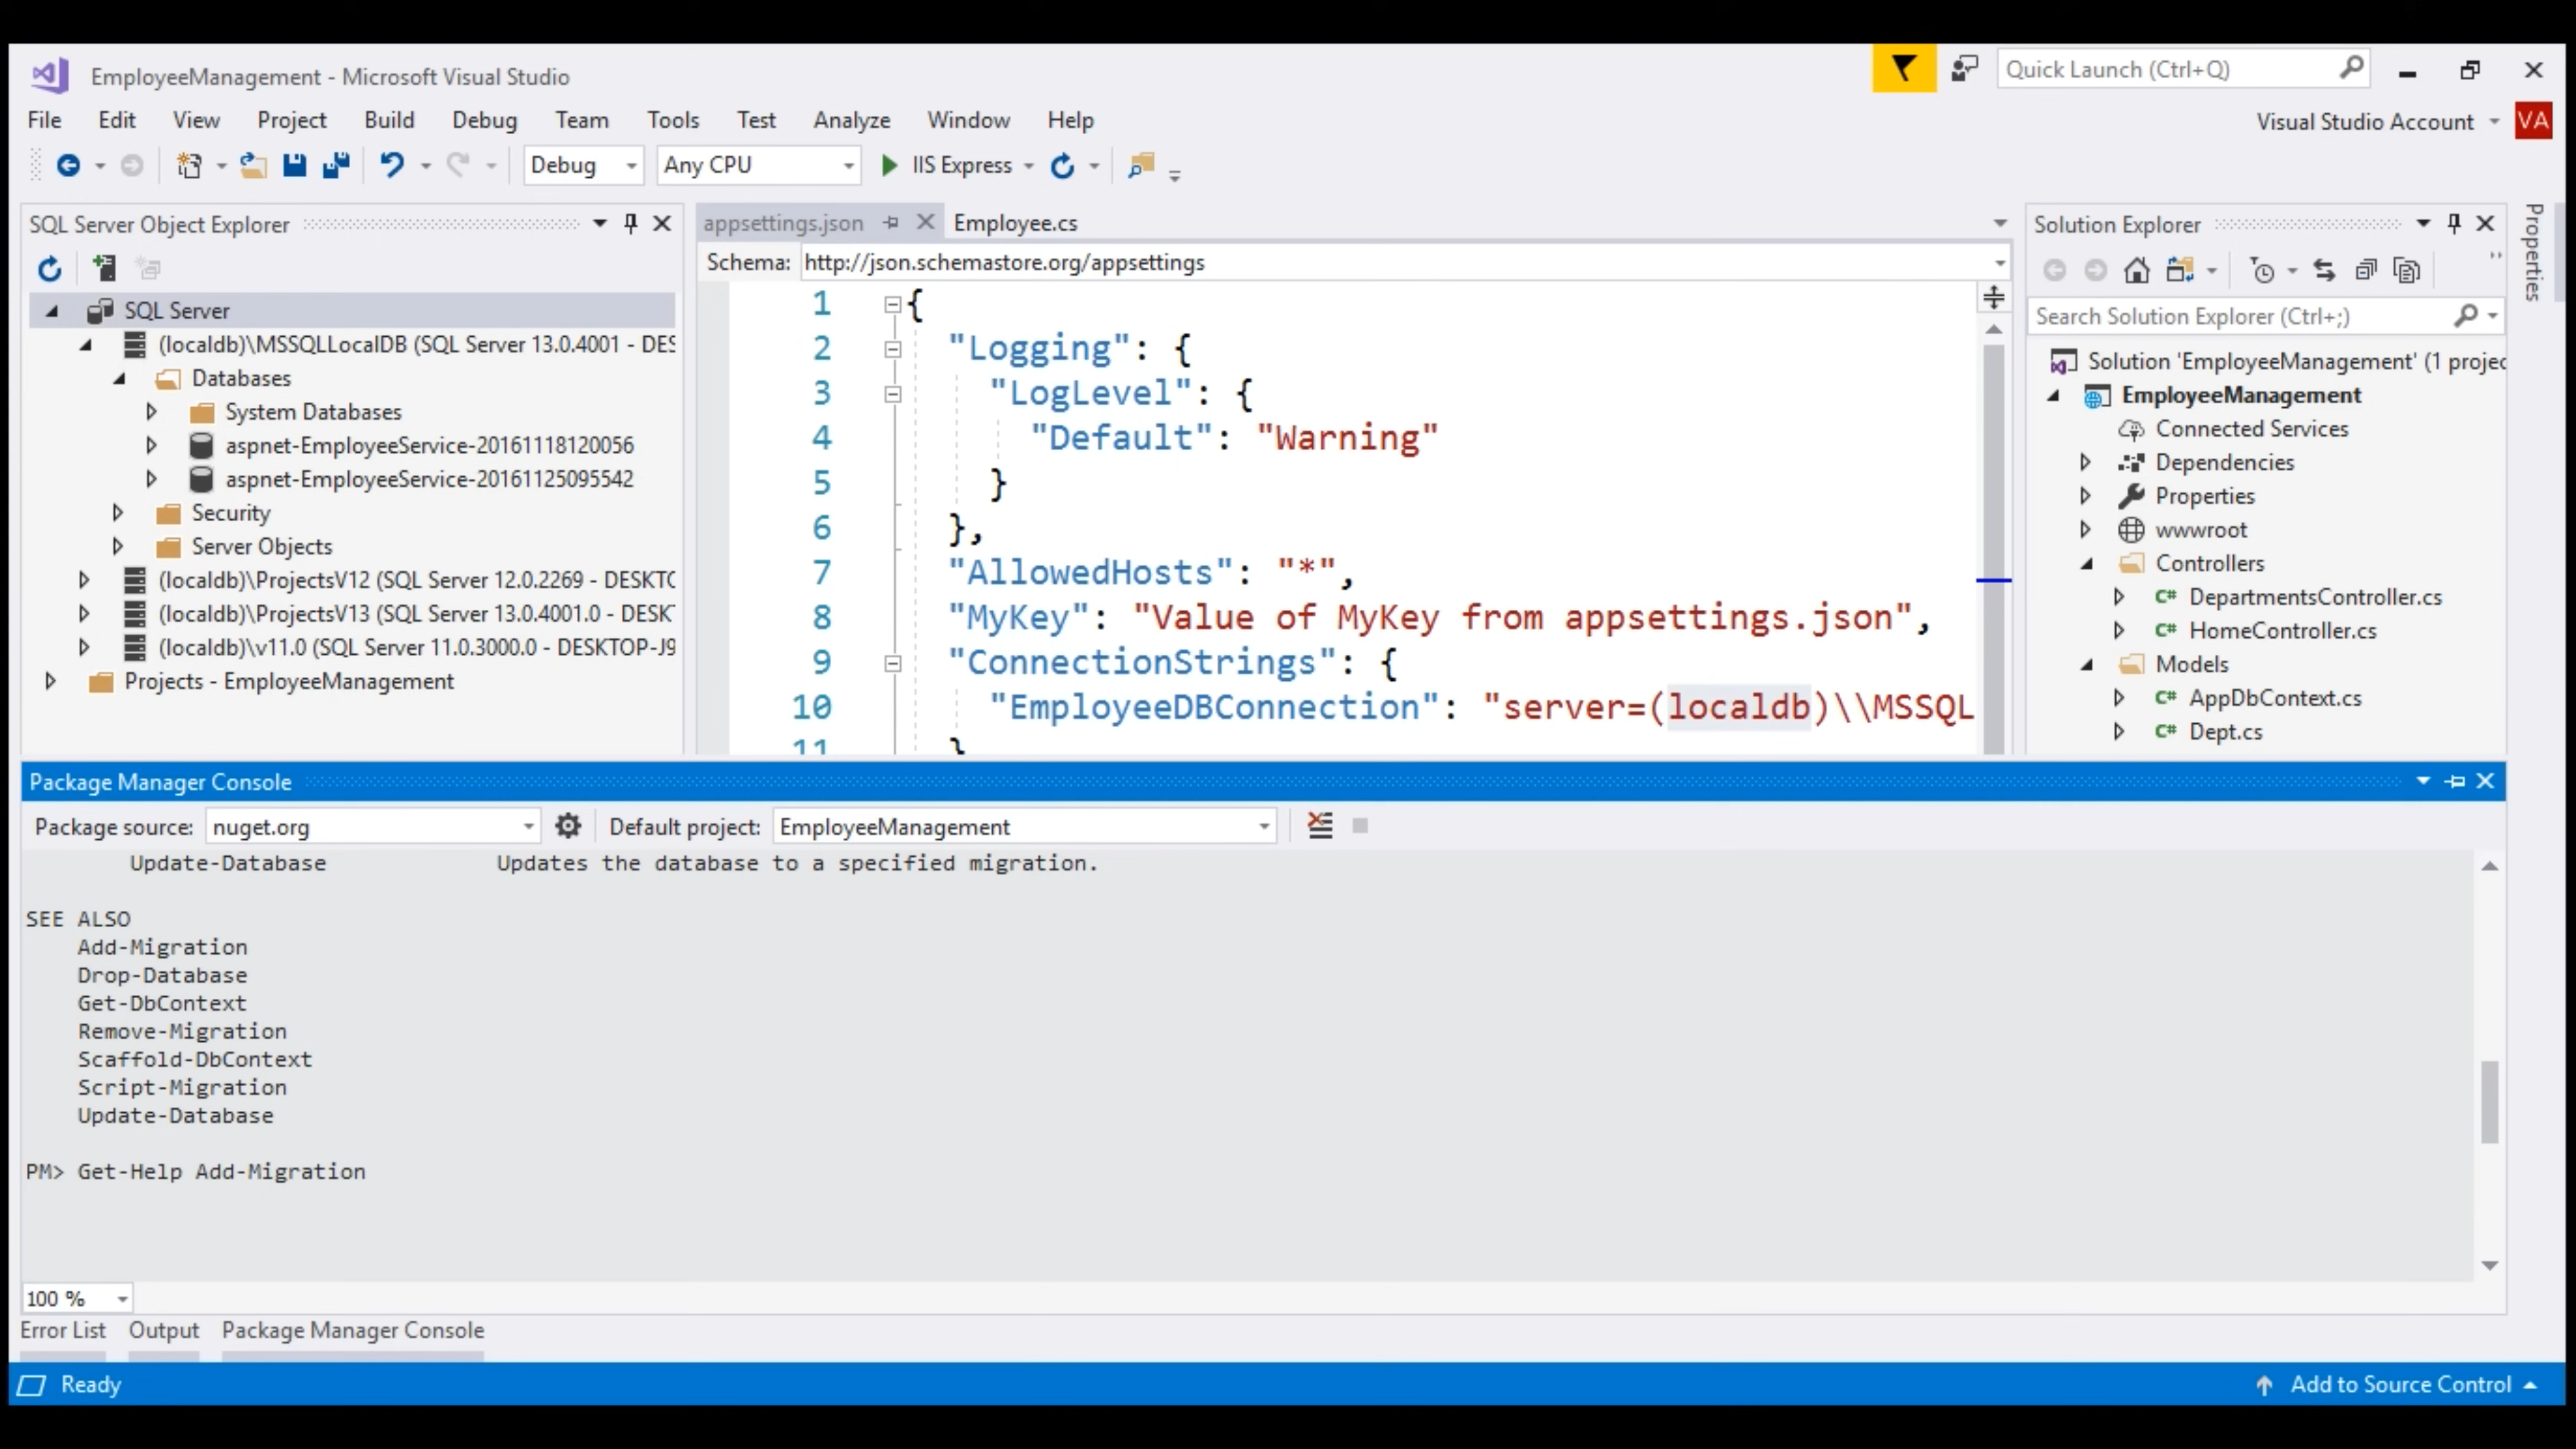 EmployeeManagement - Microsoft Visual Studio
Quick Launch (Ctrl+Q)
File Edit View Project Build Debug Team Tools Test Analyze Window Help
Visual Studio Account
VA
Debug
Any CPU
IIS Express
SQL Server Object Explorer
SQL Server
(localdb)\MSSQLLocalDB (SQL Server 13.0.4001 - DES
Databases
System Databases
aspnet-EmployeeService-20161118120056
aspnet-EmployeeService-20161125095542
Security
Server Objects
(localdb)\ProjectsV12 (SQL Server 12.0.2269 - DESKTC
(localdb)\ProjectsV13 (SQL Server 13.0.4001.0 - DESK
(localdb)\v11.0 (SQL Server 11.0.3000.0 - DESKTOP-J9
Projects - EmployeeManagement
appsettings.json
Employee.cs
Schema: http://json.schemastore.org/appsettings
1 {
2 "Logging": {
3 "LogLevel": {
4 "Default": "Warning"
5 }
6 },
7 "AllowedHosts": "*",
8 "MyKey": "Value of MyKey from appsettings.json",
9 "ConnectionStrings": {
10 "EmployeeDBConnection": "server=(localdb)\\MSSQL
11 }
Solution Explorer
Search Solution Explorer (Ctrl+;)
Solution 'EmployeeManagement' (1 projec
EmployeeManagement
Connected Services
Dependencies
Properties
wwwroot
Controllers
C# DepartmentsController.cs
C# HomeController.cs
Models
C# AppDbContext.cs
C# Dept.cs
Properties
Package Manager Console
Package source: nuget.org
Default project: EmployeeManagement
Update-Database Updates the database to a specified migration.
SEE ALSO
Add-Migration
Drop-Database
Get-DbContext
Remove-Migration
Scaffold-DbContext
Script-Migration
Update-Database
PM> Get-Help Add-Migration
100 %
Error List Output Package Manager Console
Ready
Add to Source Control